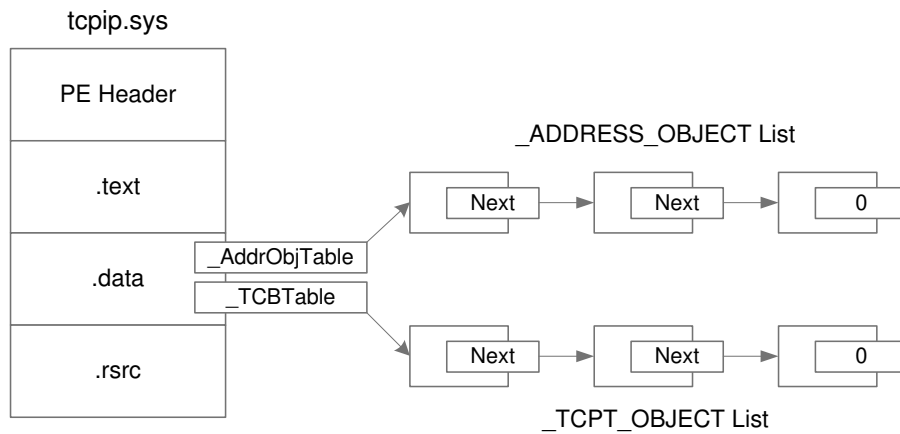 tcpip.sys
PE Header
.text
.data
.rsrc
_AddrObjTable
_TCBTable
_ADDRESS_OBJECT List
Next
Next
0
Next
Next
0
_TCPT_OBJECT List